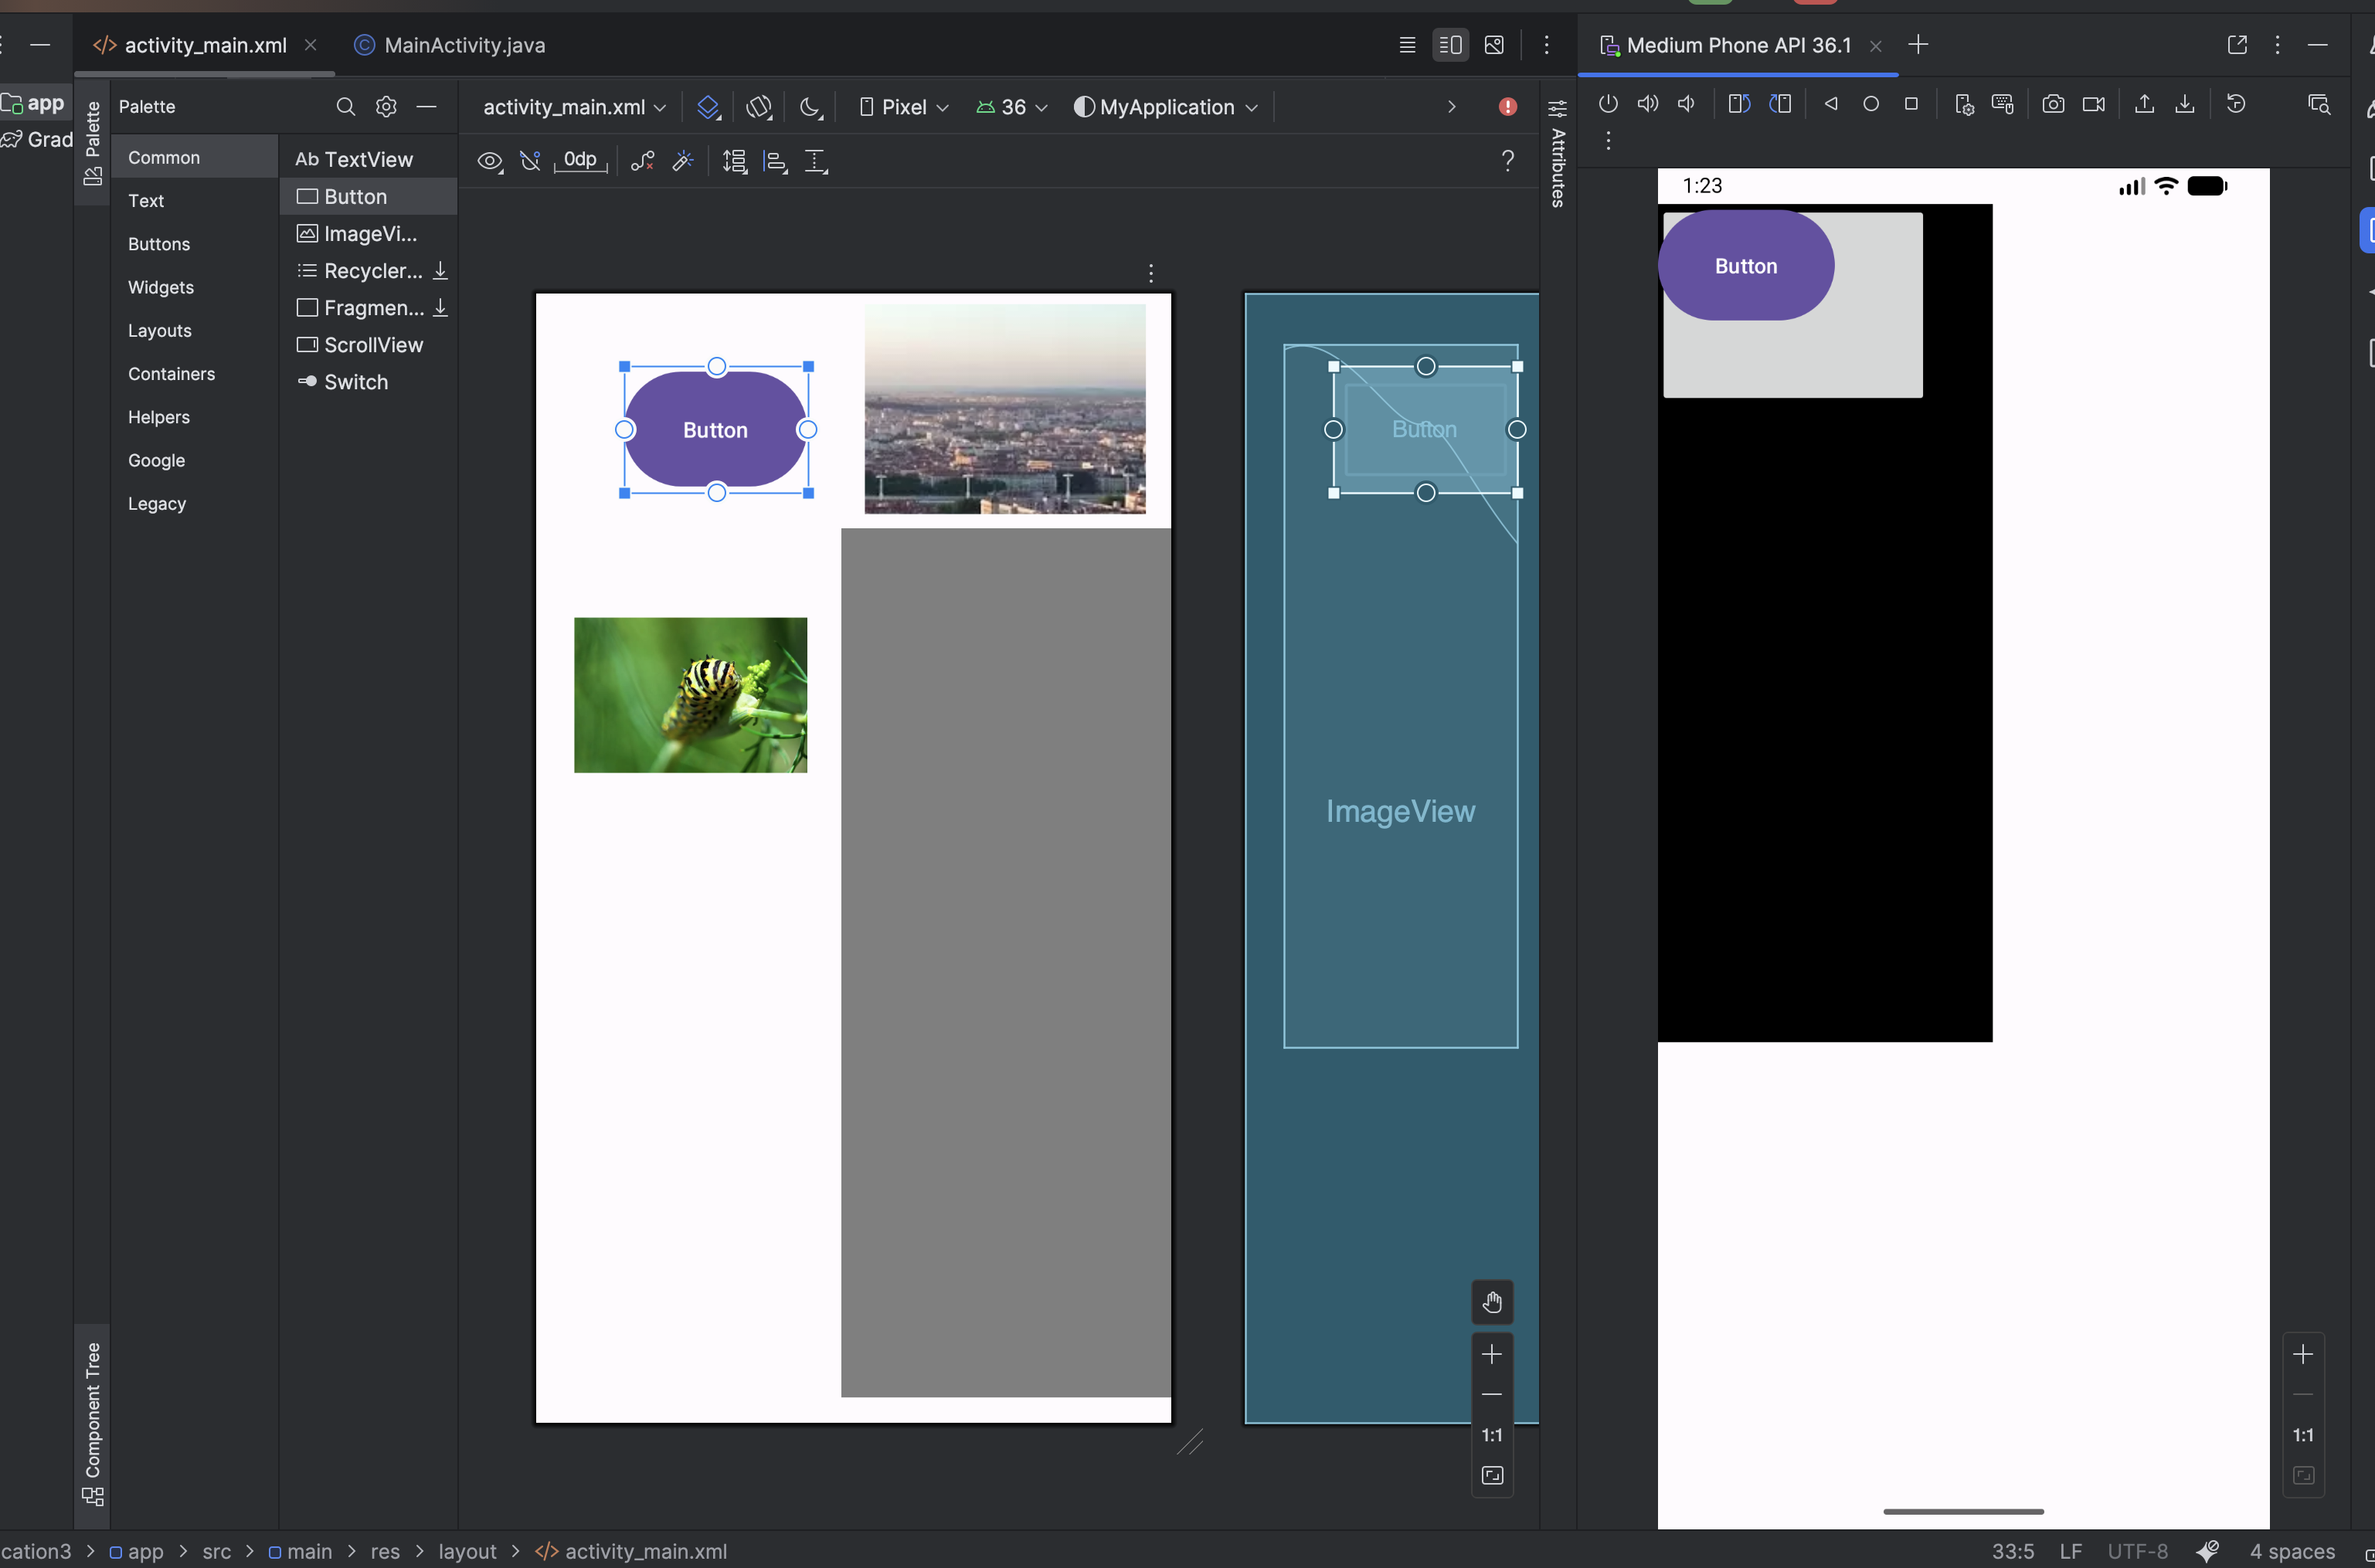 activity_main.xml
MainActivity.java
Medium Phone API 36.1
app
Grad
Palette
Palette
activity_main.xml
Pixel
36
MyApplication
Attributes
Common
Text
Buttons
Widgets
Layouts
Containers
Helpers
Google
Legacy
Ab TextView
Button
ImageVi...
Recycler...
Fragmen...
ScrollView
Switch
0dp
?
Button
Button
ImageView
1:1
1:23
Button
1:1
Component Tree
cation3 > app > src > main > res > layout > activity_main.xml
33:5 LF UTF-8 4 spaces